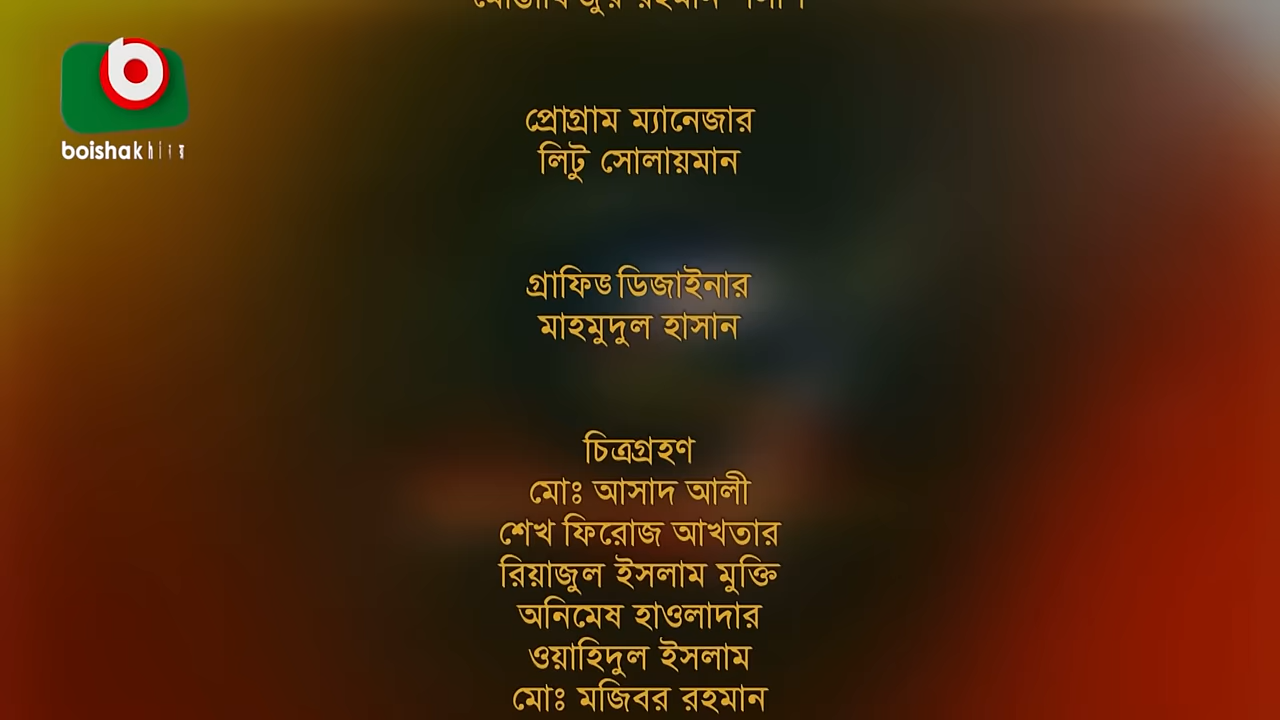 boishakhi
প্রোগ্রাম ম্যানেজার
লিটু সোলায়মান
গ্রাফিঙ ডিজাইনার
মাহমুদুল হাসান
চিত্রগ্রহণ
মোঃ আসাদ আলী
শেখ ফিরোজ আখতার
রিয়াজুল ইসলাম মুক্তি
অনিমেষ হাওলাদার
ওয়াহিদুল ইসলাম
মোঃ মজিবর রহমান